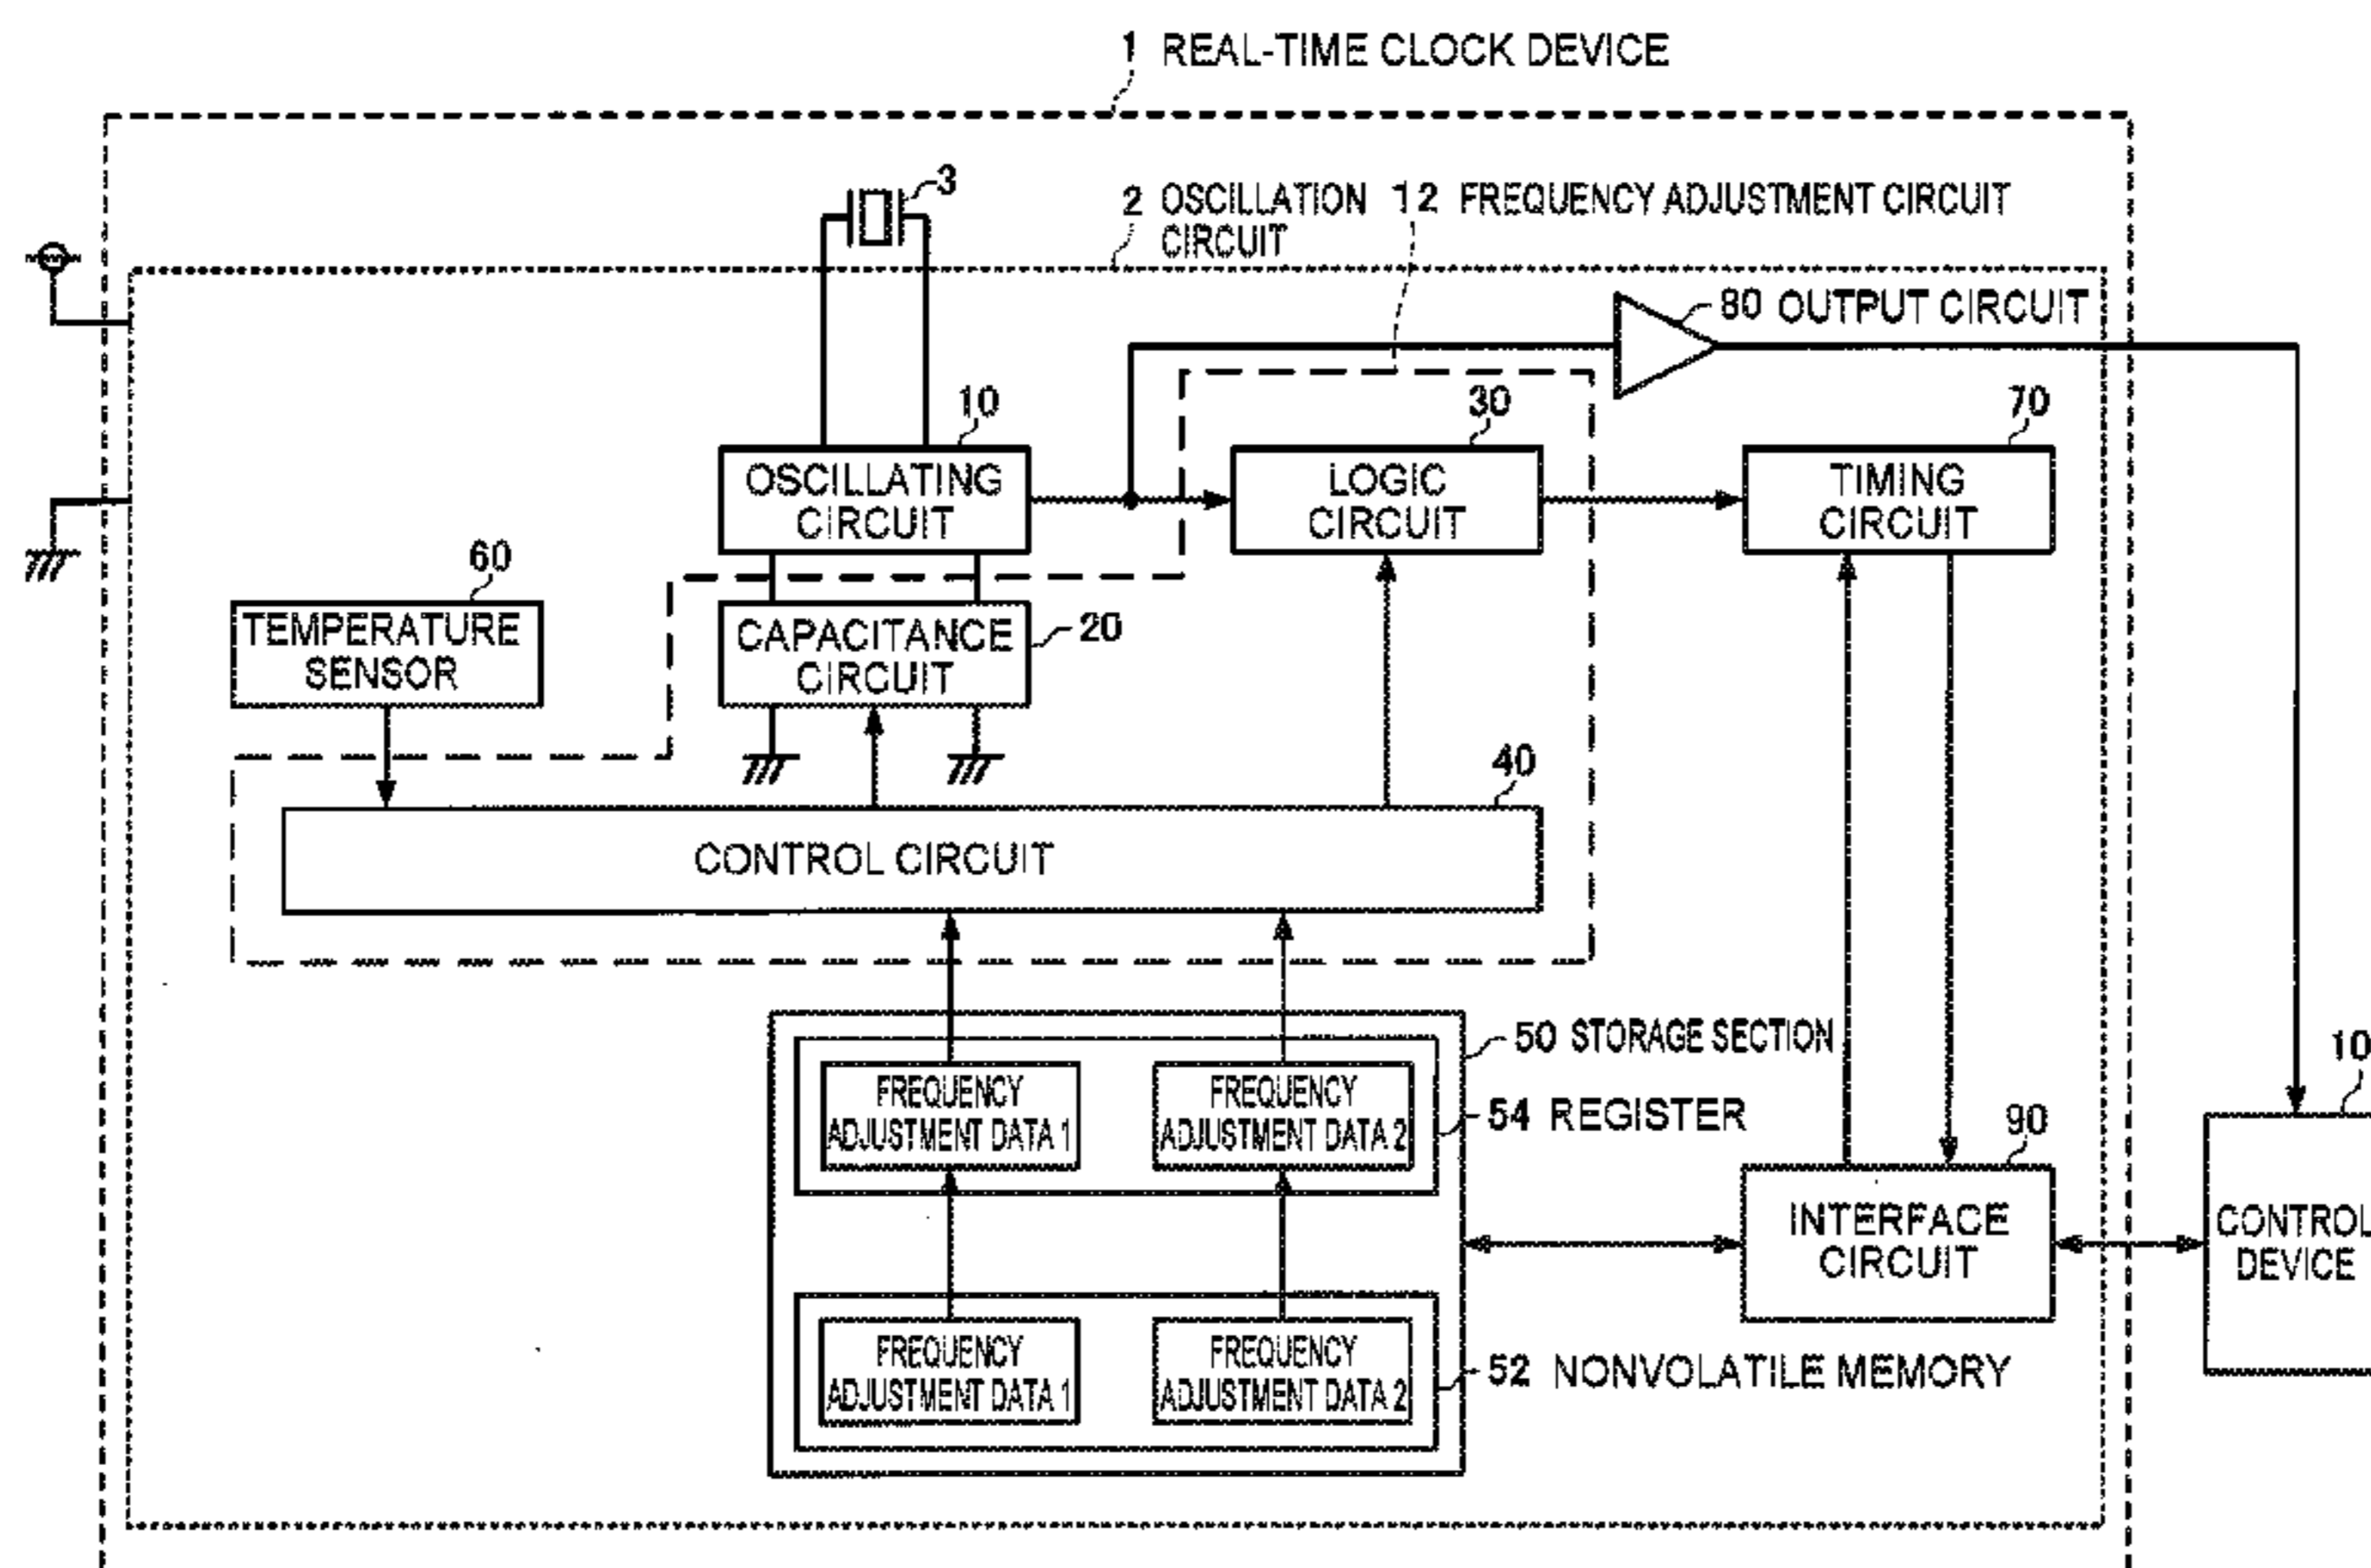 1 REAL-TIME CLOCK DEVICE
3
2 OSCILLATION
CIRCUIT
12 FREQUENCY ADJUSTMENT CIRCUIT
80 OUTPUT CIRCUIT
10
30
70
OSCILLATING
CIRCUIT
LOGIC
CIRCUIT
TIMING
CIRCUIT
60
TEMPERATURE
SENSOR
CAPACITANCE
CIRCUIT
20
40
CONTROL CIRCUIT
50 STORAGE SECTION
FREQUENCY
ADJUSTMENT DATA 1
FREQUENCY
ADJUSTMENT DATA 2
54 REGISTER
90
INTERFACE
CIRCUIT
10
CONTROL
DEVICE
FREQUENCY
ADJUSTMENT DATA 1
FREQUENCY
ADJUSTMENT DATA 2
52 NONVOLATILE MEMORY